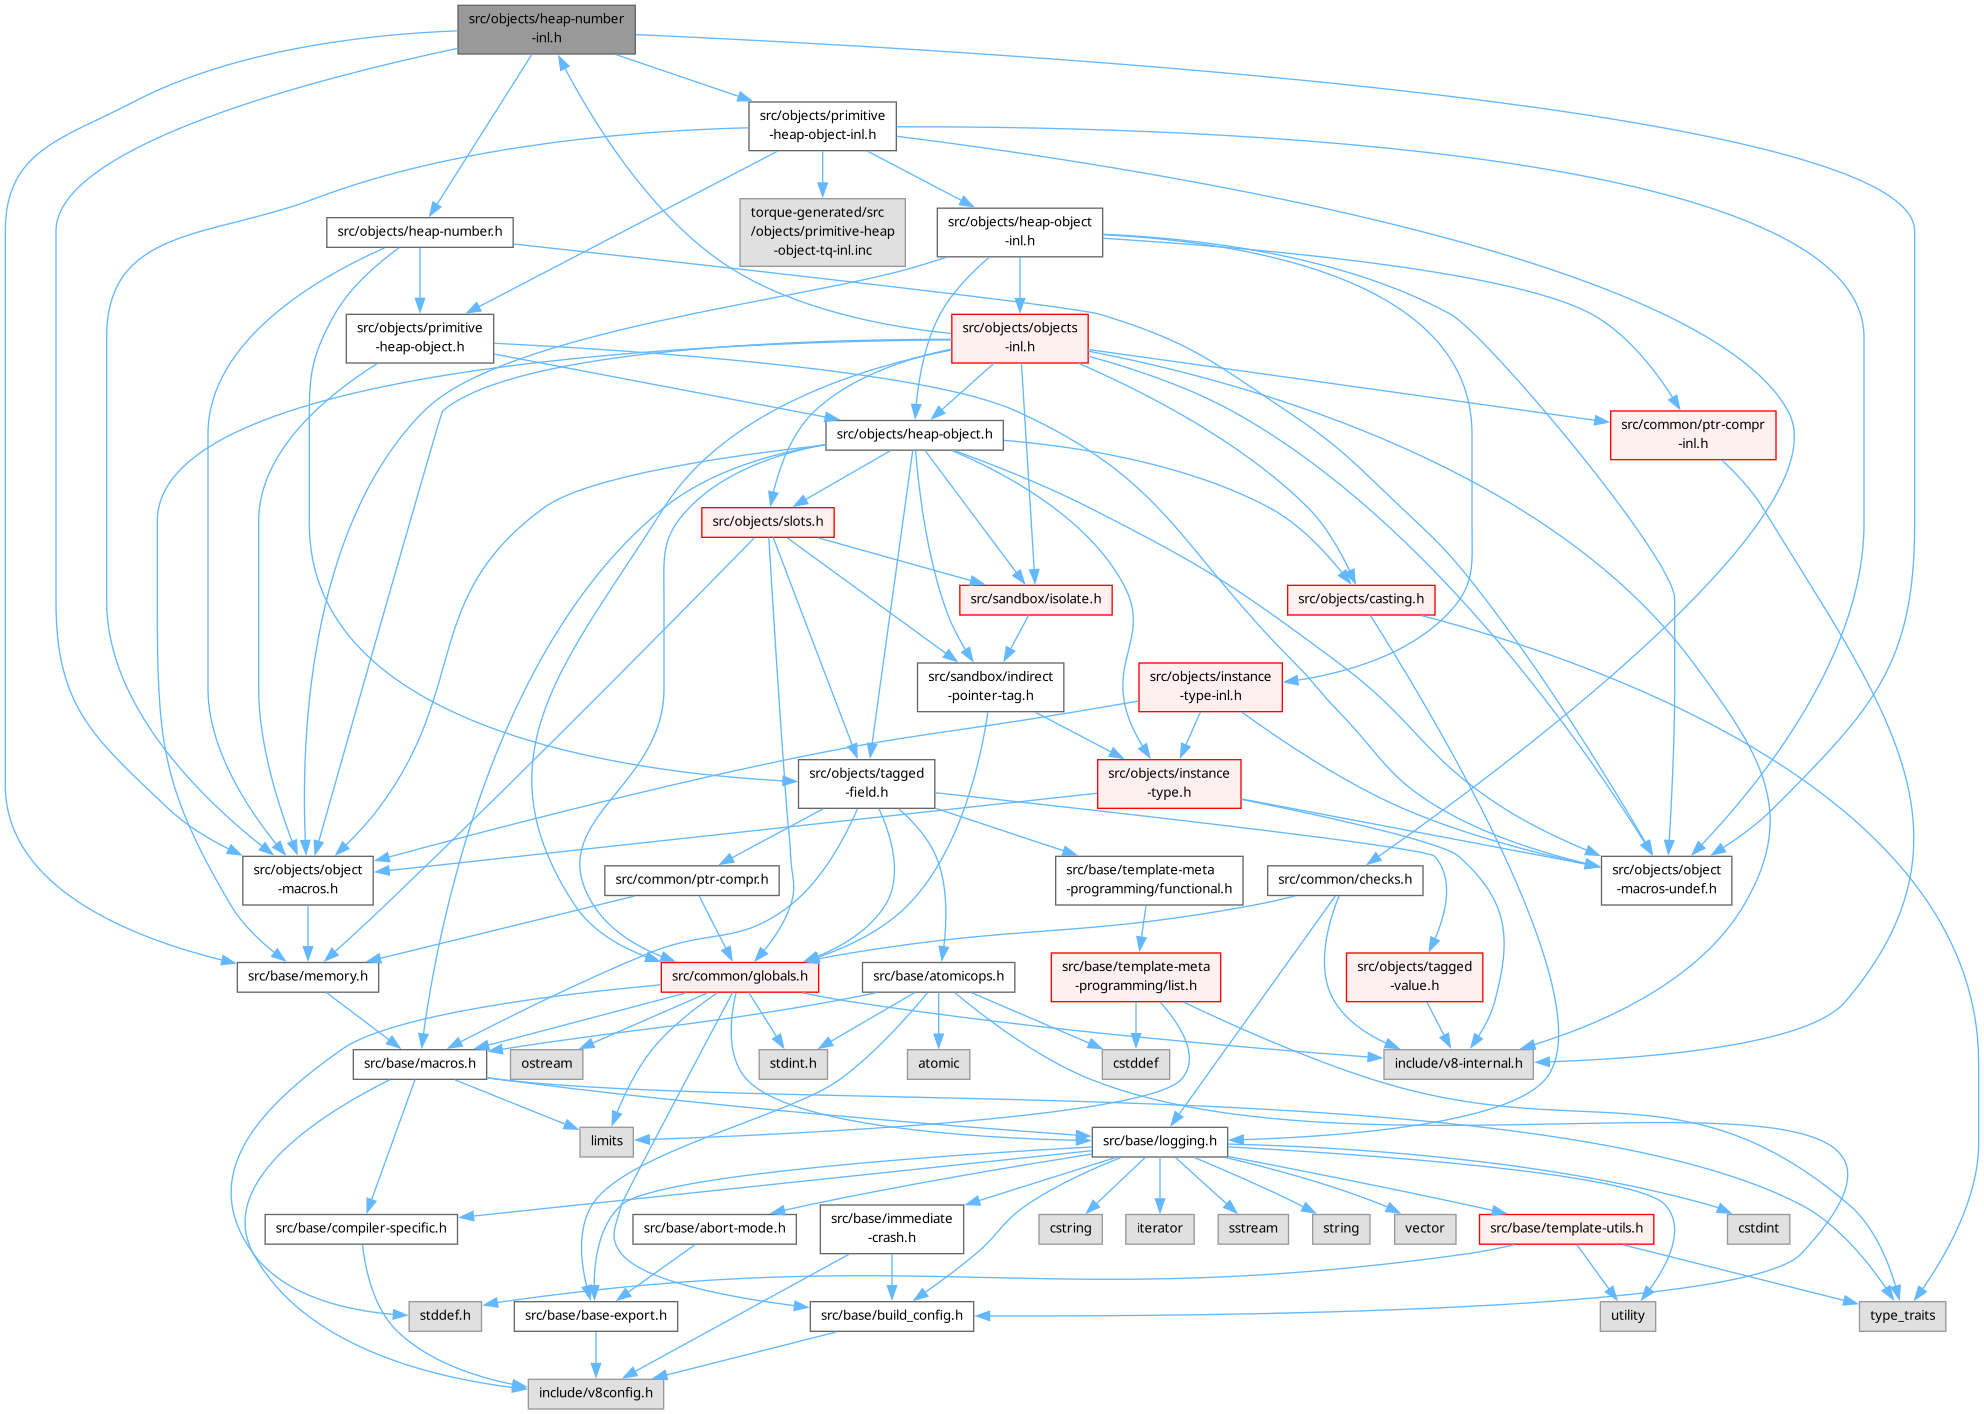 src/objects/heap-number
-inl.h
src/objects/primitive
-heap-object-inl.h
src/objects/heap-number.h
torque-generated/src
/objects/primitive-heap
-object-tq-inl.inc
src/objects/heap-object
-inl.h
src/objects/primitive
-heap-object.h
src/objects/objects
-inl.h
src/objects/heap-object.h
src/common/ptr-compr
-inl.h
src/objects/slots.h
src/sandbox/isolate.h
src/objects/casting.h
src/sandbox/indirect
-pointer-tag.h
src/objects/instance
-type-inl.h
src/objects/tagged
-field.h
src/objects/instance
-type.h
src/objects/object
-macros.h
src/common/ptr-compr.h
src/base/template-meta
-programming/functional.h
src/common/checks.h
src/objects/object
-macros-undef.h
src/base/memory.h
src/common/globals.h
src/base/atomicops.h
src/base/template-meta
-programming/list.h
src/objects/tagged
-value.h
src/base/macros.h
ostream
stdint.h
atomic
cstddef
include/v8-internal.h
limits
src/base/logging.h
src/base/compiler-specific.h
src/base/abort-mode.h
src/base/immediate
-crash.h
cstring
iterator
sstream
string
vector
src/base/template-utils.h
cstdint
stddef.h
src/base/base-export.h
src/base/build_config.h
utility
type_traits
include/v8config.h